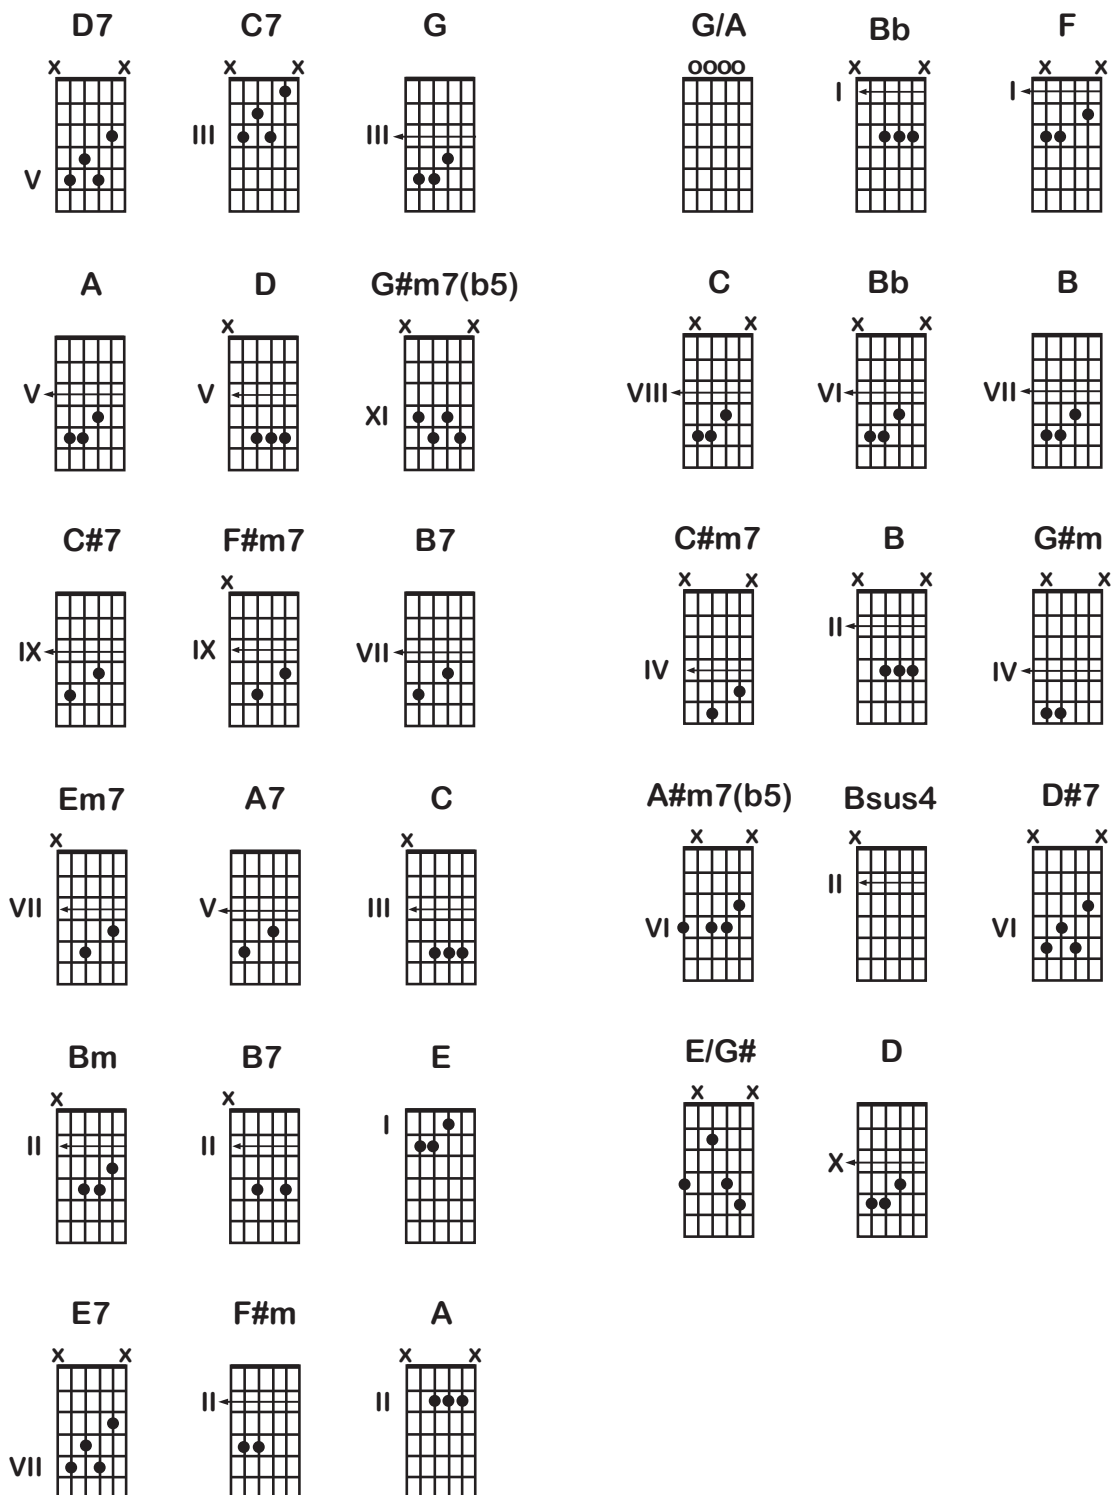 D7 C7 G G/A Bb F
x x x x oooo x x x x
I I
III III
V
A D G#m7(b5) C Bb B
x x x x x x x
V V XI VIII VI VII
C#7 F#m7 B7 C#m7 B G#m
x x x x x x x
IX IX VII II
IV IV
Em7 A7 C A#m7(b5) Bsus4 D#7
x x x x x x x
VII V III II
VI VI
Bm B7 E E/G# D
x x x x
II II I X
E7 F#m A
x x x x
II II
VII